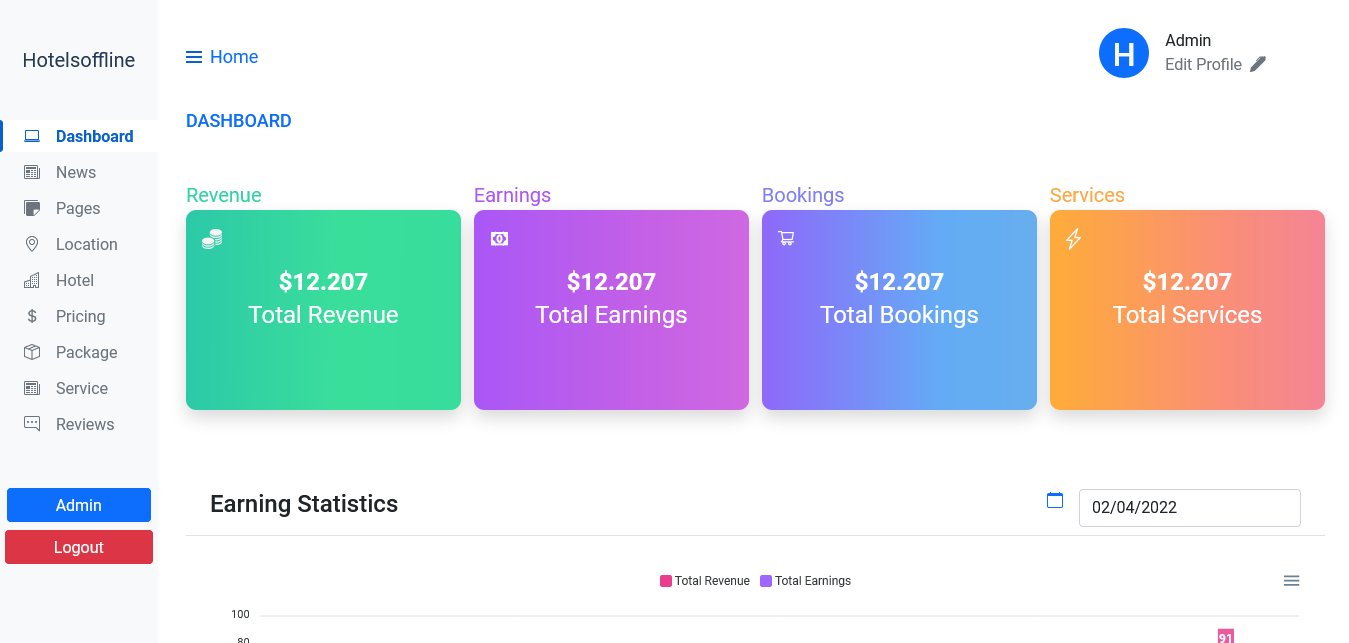 Hotelsoffline
Dashboard
News
Pages
Location
Hotel
Pricing
Package
Service
Reviews
Admin
Logout
Home
H
Admin
Edit Profile
DASHBOARD
Revenue
$12.207
Total Revenue
Earnings
$12.207
Total Earnings
Bookings
$12.207
Total Bookings
Services
$12.207
Total Services
Earning Statistics
02/04/2022
Total Revenue
Total Earnings
100
80
91